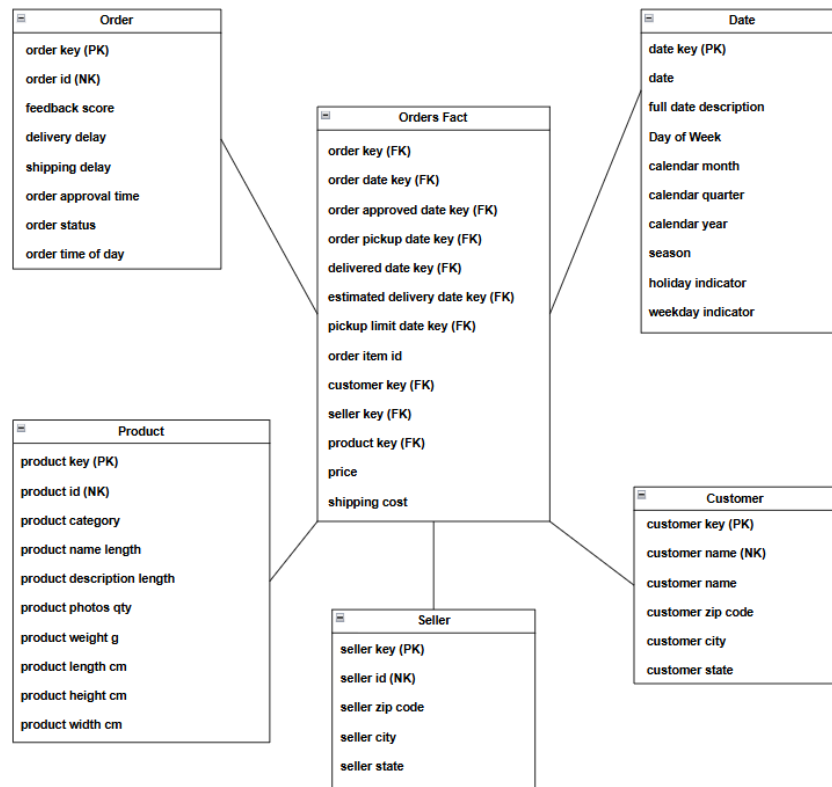 Order
order key (PK)
order id (NK)
feedback score
delivery delay
shipping delay
order approval time
order status
order time of day
Date
date key (PK)
date
full date description
Day of Week
calendar month
calendar quarter
calendar year
season
holiday indicator
weekday indicator
Orders Fact
order key (FK)
order date key (FK)
order approved date key (FK)
order pickup date key (FK)
delivered date key (FK)
estimated delivery date key (FK)
pickup limit date key (FK)
order item id
customer key (FK)
seller key (FK)
product key (FK)
price
shipping cost
Product
product key (PK)
product id (NK)
product category
product name length
product description length
product photos qty
product weight g
product length cm
product height cm
product width cm
Seller
seller key (PK)
seller id (NK)
seller zip code
seller city
seller state
Customer
customer key (PK)
customer name (NK)
customer name
customer zip code
customer city
customer state